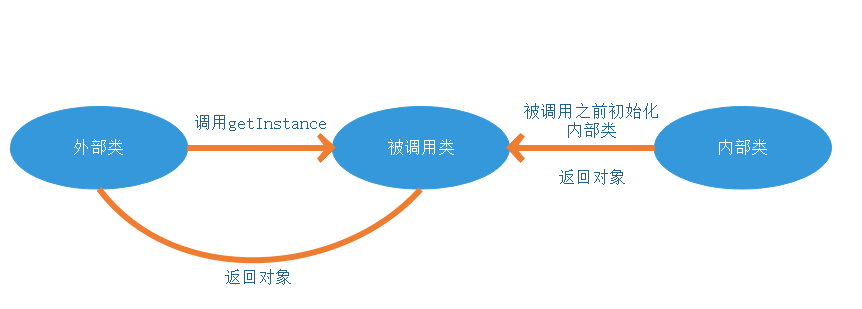 外部类
调用getInstance
被调用类
被调用之前初始化
内部类
返回对象
内部类
返回对象